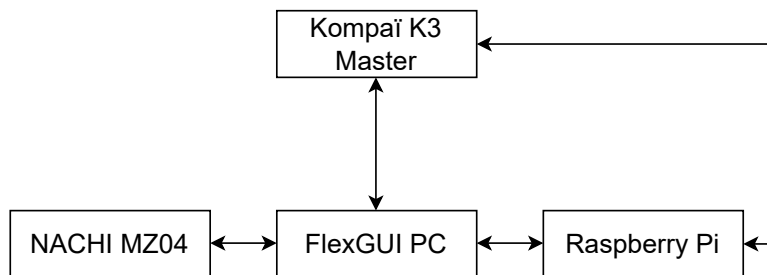 Kompaï K3
Master
NACHI MZ04
FlexGUI PC
Raspberry Pi